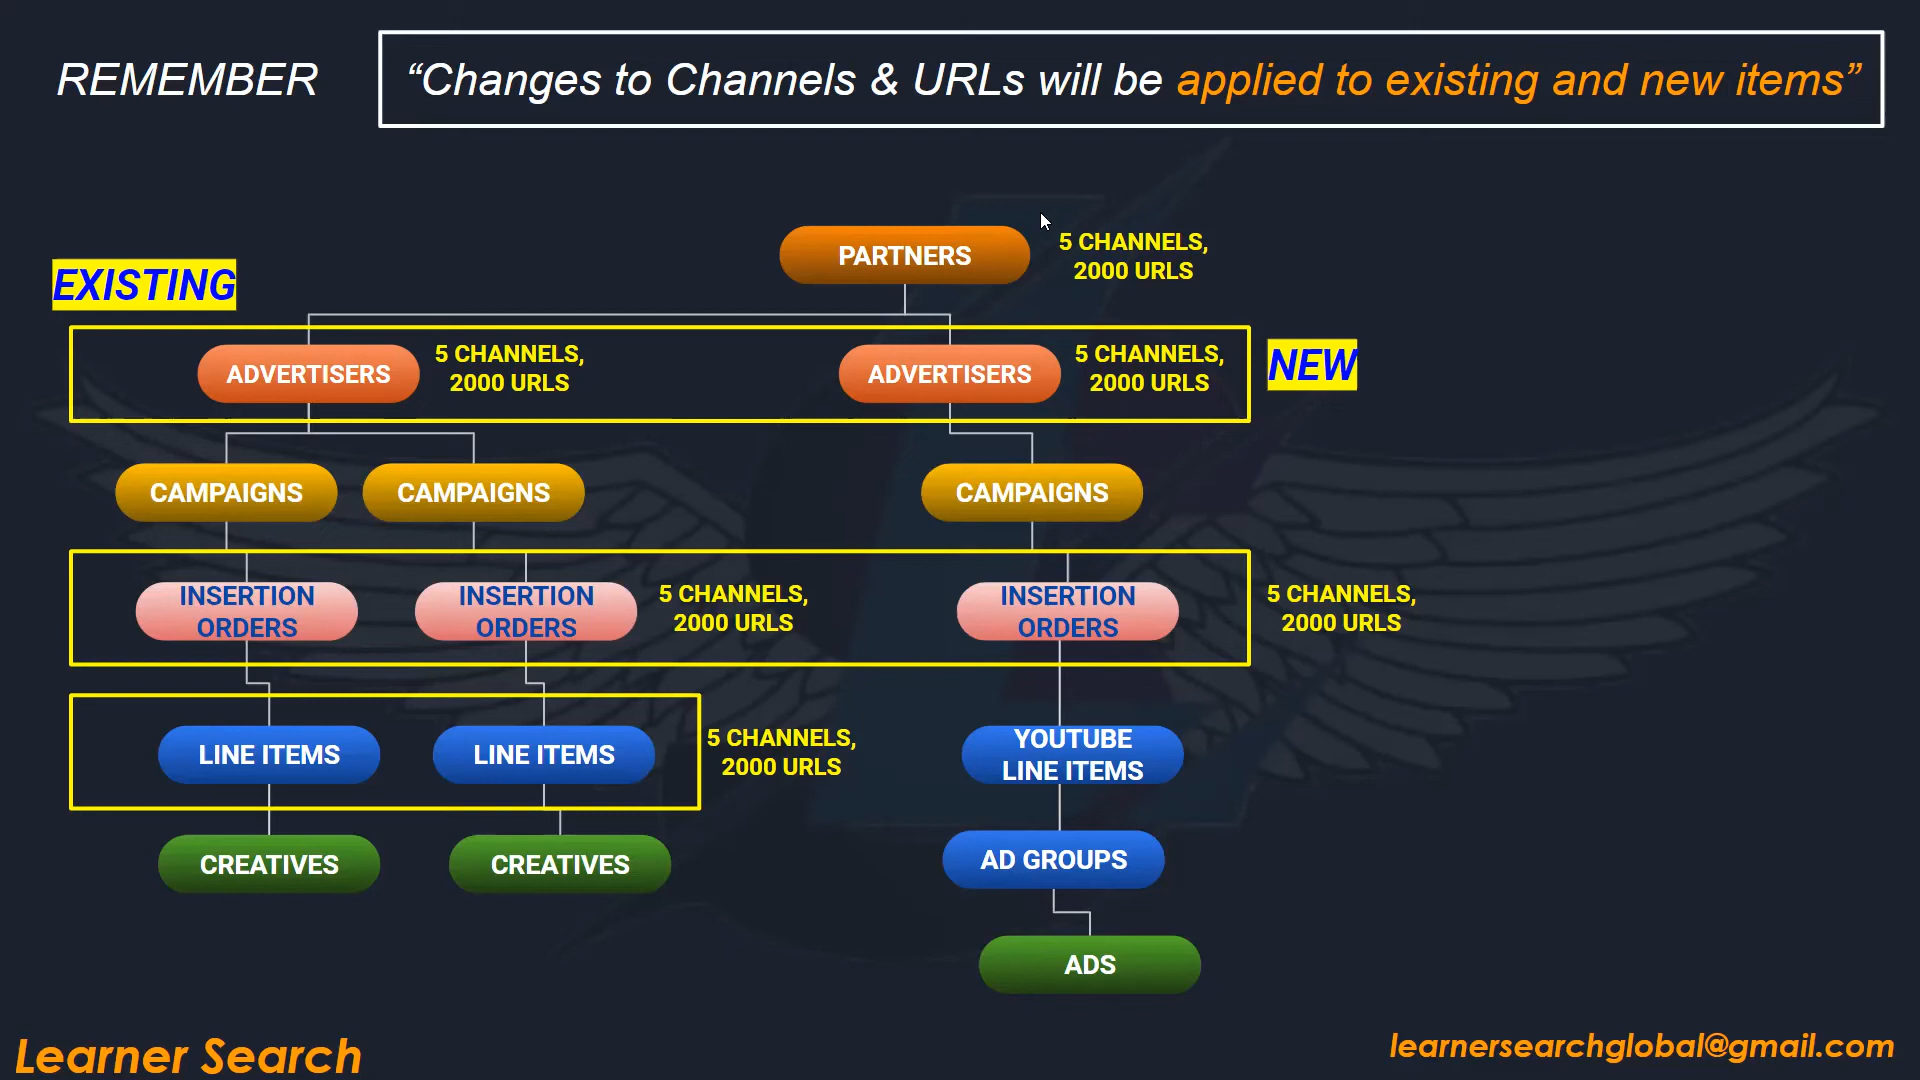 REMEMBER
“Changes to Channels & URLs will be applied to existing and new items”
PARTNERS
5 CHANNELS,
2000 URLS
EXISTING
ADVERTISERS
5 CHANNELS,
2000 URLS
ADVERTISERS
5 CHANNELS,
2000 URLS
NEW
CAMPAIGNS
CAMPAIGNS
CAMPAIGNS
INSERTION
ORDERS
INSERTION
ORDERS
5 CHANNELS,
2000 URLS
INSERTION
ORDERS
5 CHANNELS,
2000 URLS
LINE ITEMS
LINE ITEMS
5 CHANNELS,
2000 URLS
YOUTUBE
LINE ITEMS
CREATIVES
CREATIVES
AD GROUPS
ADS
Learner Search
learnersearchglobal@gmail.com